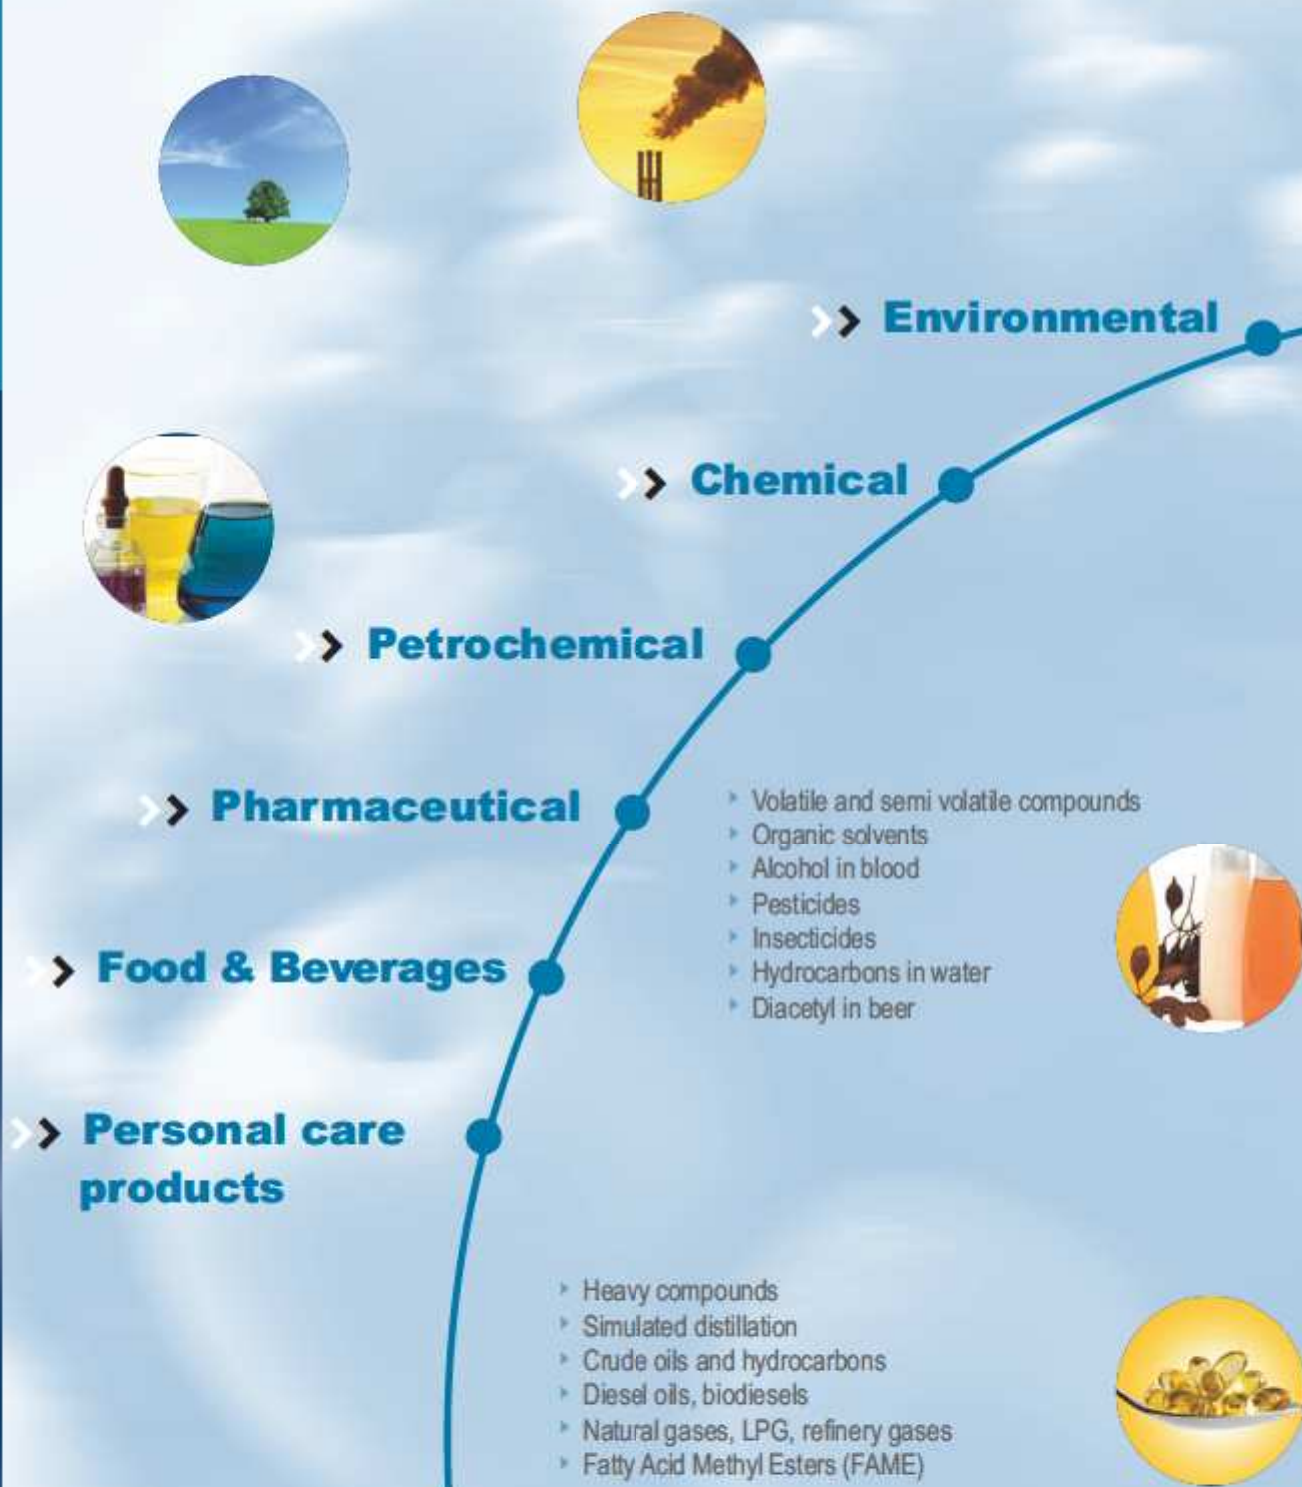 Environmental
Chemical
Petrochemical
Pharmaceutical
Food & Beverages
Personal care
products
Volatile and semi volatile compounds
Organic solvents
Alcohol in blood
Pesticides
Insecticides
Hydrocarbons in water
Diacetyl in beer
Heavy compounds
Simulated distillation
Crude oils and hydrocarbons
Diesel oils, biodiesels
Natural gases, LPG, refinery gases
Fatty Acid Methyl Esters (FAME)